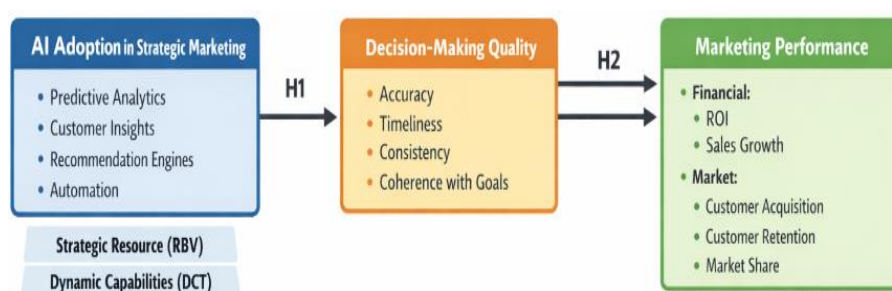 AI Adoption in Strategic Marketing
• Predictive Analytics
• Customer Insights
• Recommendation Engines
• Automation
Strategic Resource (RBV)
Dynamic Capabilities (DCT)
H1
Decision-Making Quality
• Accuracy
• Timeliness
• Consistency
• Coherence with Goals
H2
Marketing Performance
• Financial:
• ROI
• Sales Growth
• Market:
• Customer Acquisition
• Customer Retention
• Market Share